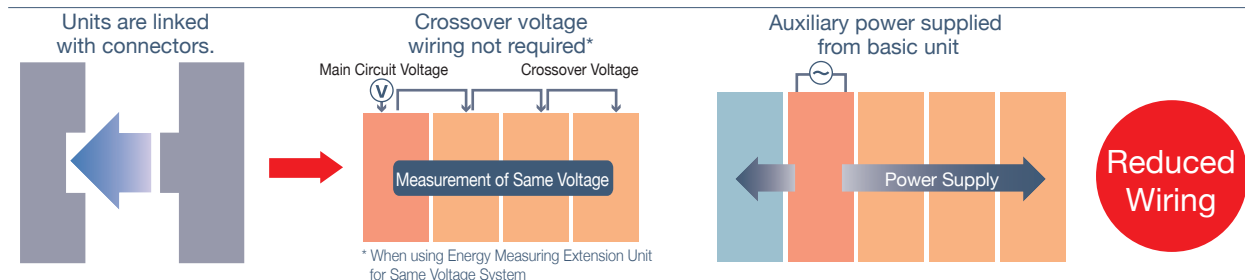 Units are linked
with connectors.
Crossover voltage
wiring not required*
Main Circuit Voltage
Crossover Voltage
V
Measurement of Same Voltage
* When using Energy Measuring Extension Unit
for Same Voltage System
Auxiliary power supplied
from basic unit
~
Power Supply
Reduced
Wiring